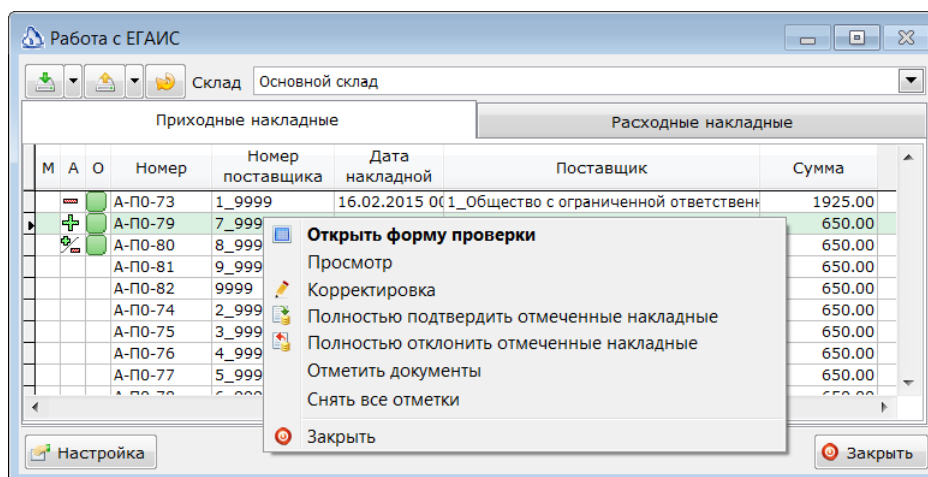 Работа с ЕГАИС
Склад Основной склад
Приходные накладные Расходные накладные
М А О Номер Номер поставщика Дата накладной Поставщик Сумма
А-П0-73 1_9999 16.02.2015 00 1_Общество с ограниченной ответствен 1925.00
А-П0-79 7_999 650.00
А-П0-80 8_999 650.00
А-П0-81 9_999 650.00
А-П0-82 9999 650.00
А-П0-74 2_999 650.00
А-П0-75 3_999 650.00
А-П0-76 4_999 650.00
А-П0-77 5_999 650.00
Открыть форму проверки
Просмотр
Корректировка
Полностью подтвердить отмеченные накладные
Полностью отклонить отмеченные накладные
Отметить документы
Снять все отметки
Закрыть
Настройка Закрыть